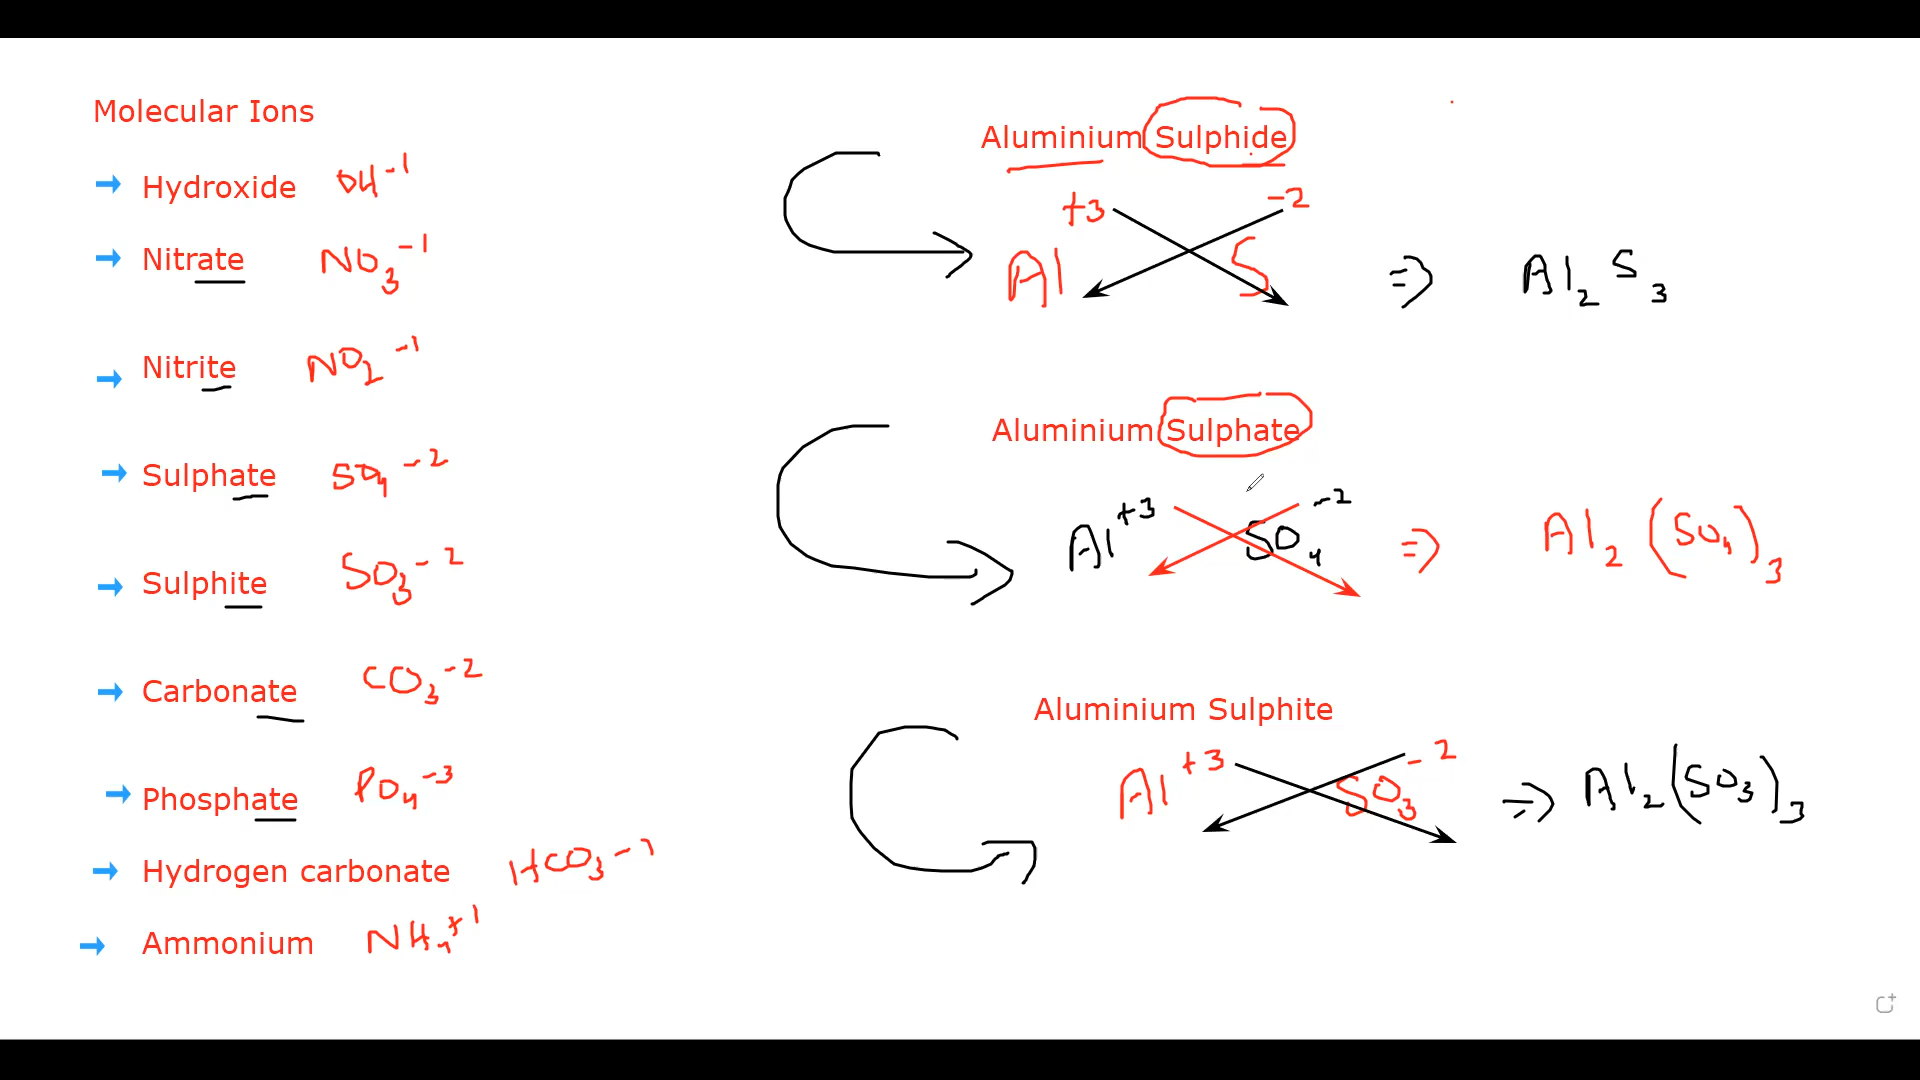 Molecular Ions
Hydroxide OH⁻¹
Nitrate NO₃⁻¹
Nitrite NO₂⁻¹
Sulphate SO₄⁻²
Sulphite SO₃⁻²
Carbonate CO₃⁻²
Phosphate PO₄⁻³
Hydrogen carbonate HCO₃⁻¹
Ammonium NH₄⁺¹
Aluminium Sulphide
+3 -2
Al S ⇒ Al₂S₃
Aluminium Sulphate
Al⁺³ SO₄⁻² ⇒ Al₂(SO₄)₃
Aluminium Sulphite
Al⁺³ SO₃⁻² ⇒ Al₂(SO₃)₃